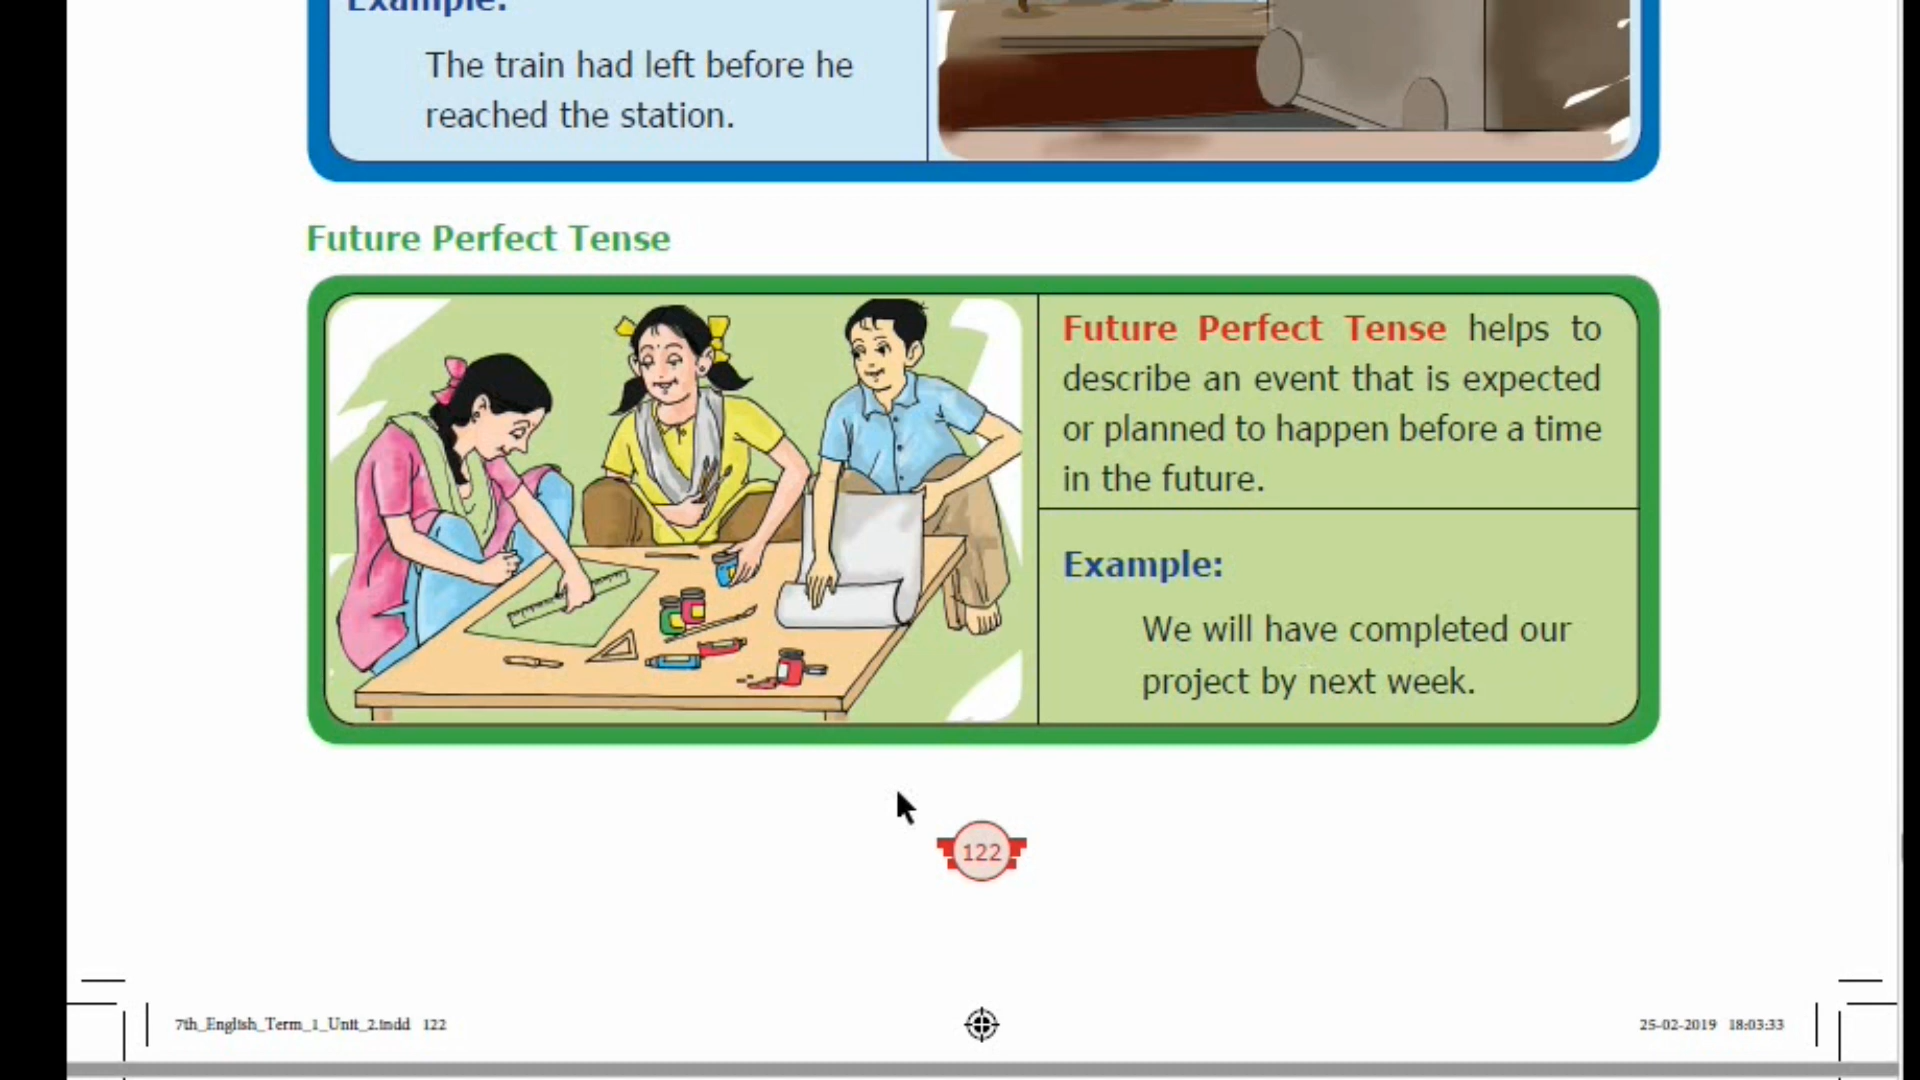 Example:
The train had left before he
reached the station.
Future Perfect Tense
Future Perfect Tense helps to
describe an event that is expected
or planned to happen before a time
in the future.
Example:
We will have completed our
project by next week.
122
7th_English_Term_1_Unit_2.indd 122
25-02-2019 18:03:33